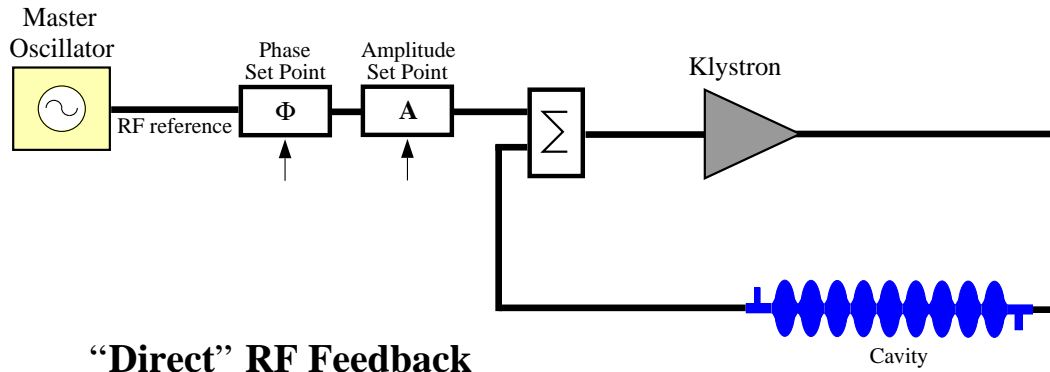 Master
Oscillator
RF reference
Phase
Set Point
Φ
Amplitude
Set Point
A
∑
Klystron
Cavity
“Direct” RF Feedback